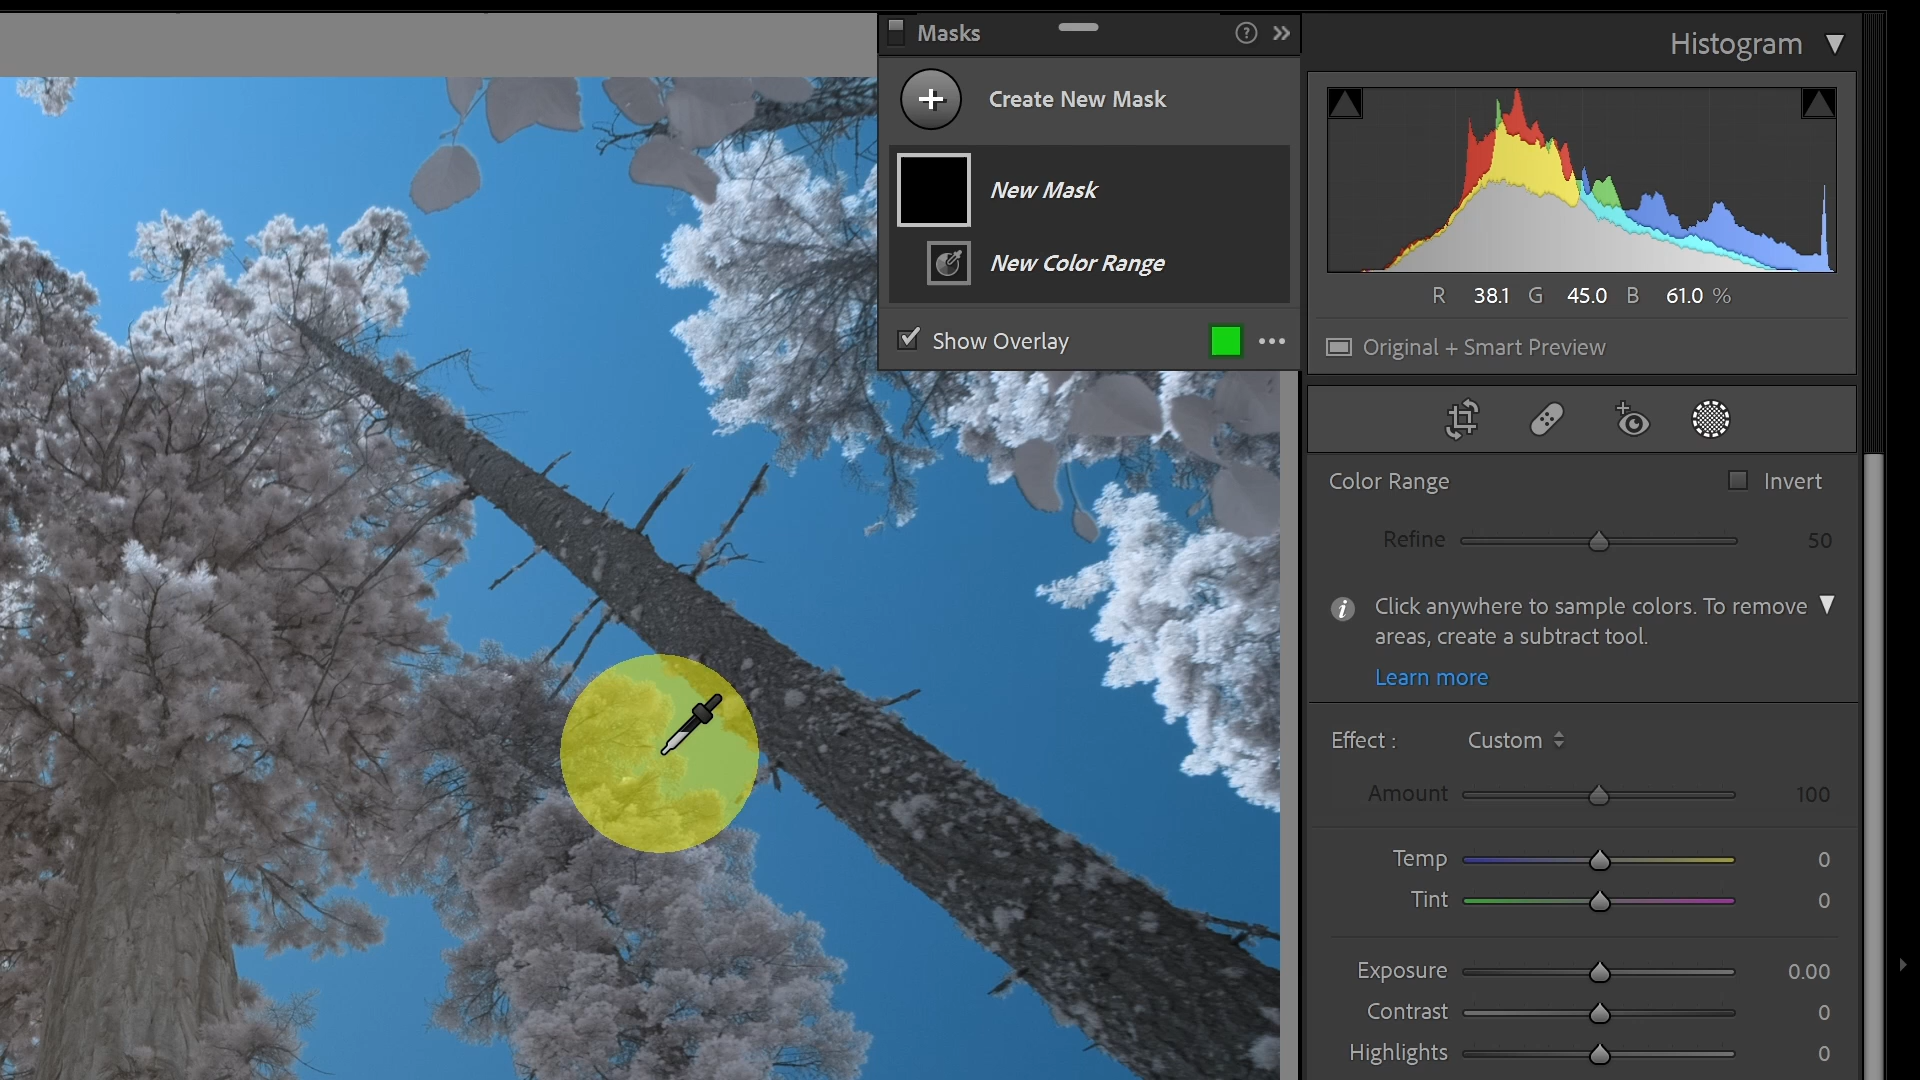 Masks
Create New Mask
New Mask
New Color Range
Show Overlay
Histogram
R 38.1 G 45.0 B 61.0 %
Original + Smart Preview
Color Range Invert
Refine 50
Click anywhere to sample colors. To remove
areas, create a subtract tool.
Learn more
Effect : Custom
Amount 100
Temp 0
Tint 0
Exposure 0.00
Contrast 0
Highlights 0